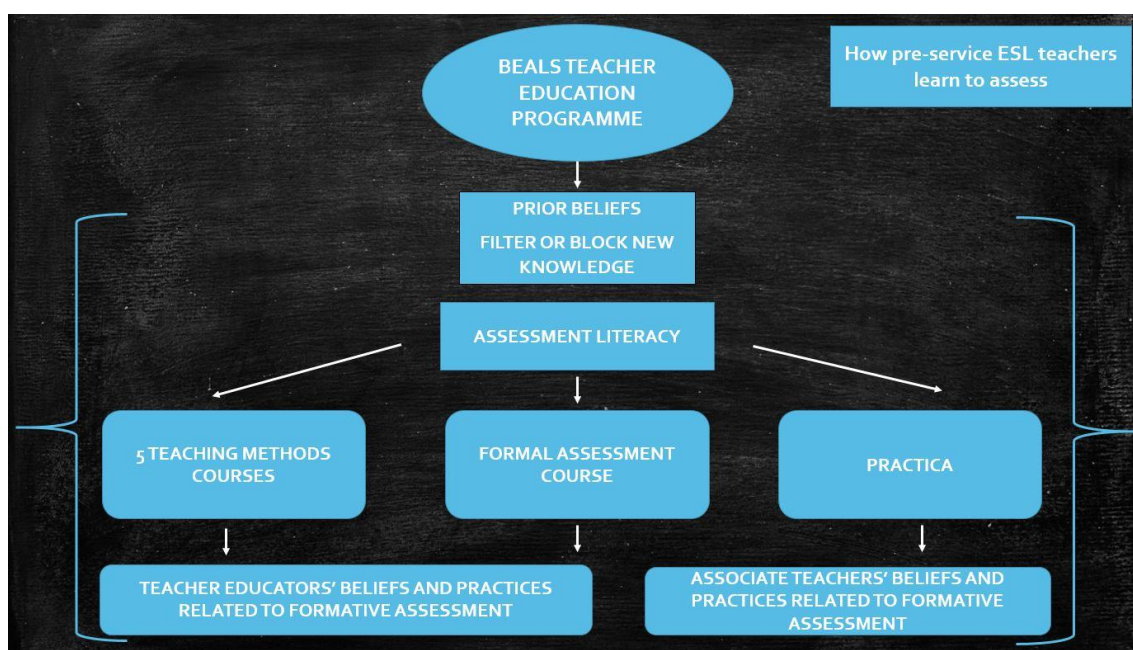 BEALS TEACHER
EDUCATION
PROGRAMME
How pre-service ESL teachers
learn to assess
PRIOR BELIEFS
FILTER OR BLOCK NEW
KNOWLEDGE
ASSESSMENT LITERACY
5 TEACHING METHODS
COURSES
FORMAL ASSESSMENT
COURSE
PRACTICA
TEACHER EDUCATORS' BELIEFS AND PRACTICES
RELATED TO FORMATIVE ASSESSMENT
ASSOCIATE TEACHERS' BELIEFS AND
PRACTICES RELATED TO FORMATIVE
ASSESSMENT